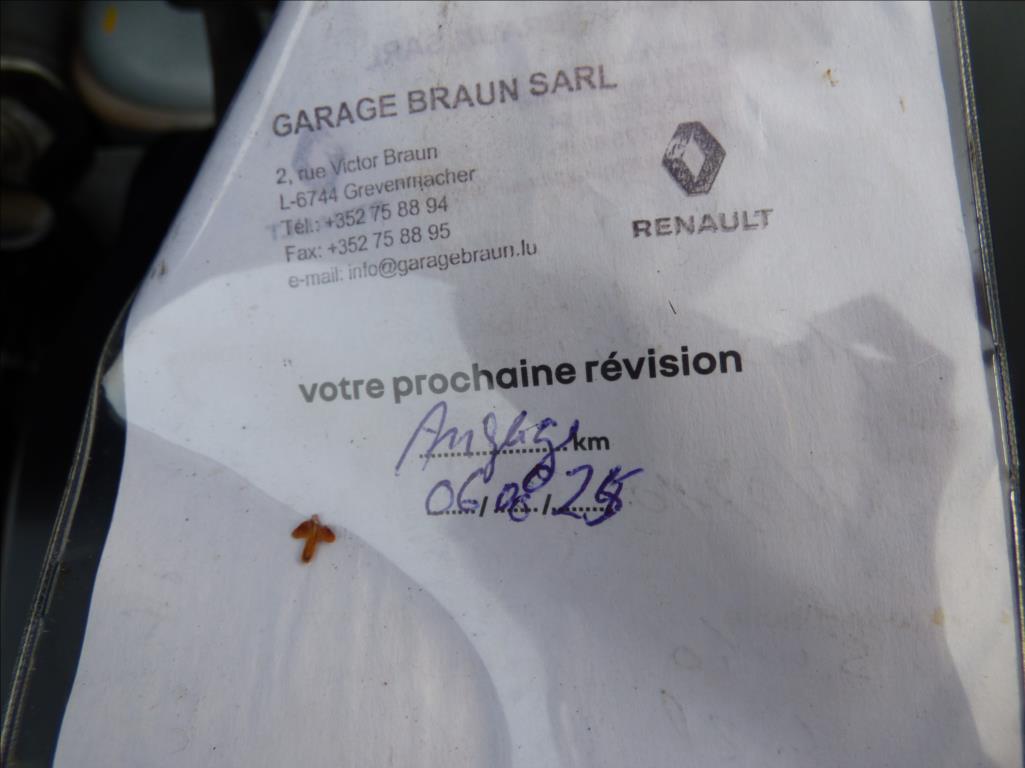 GARAGE BRAUN SARL
2, rue Victor Braun
L-6744 Grevenmacher
Tél.: +352 75 88 94
Fax: +352 75 88 95
e-mail: info@garagebraun.lu
RENAULT
votre prochaine révision
km
06/